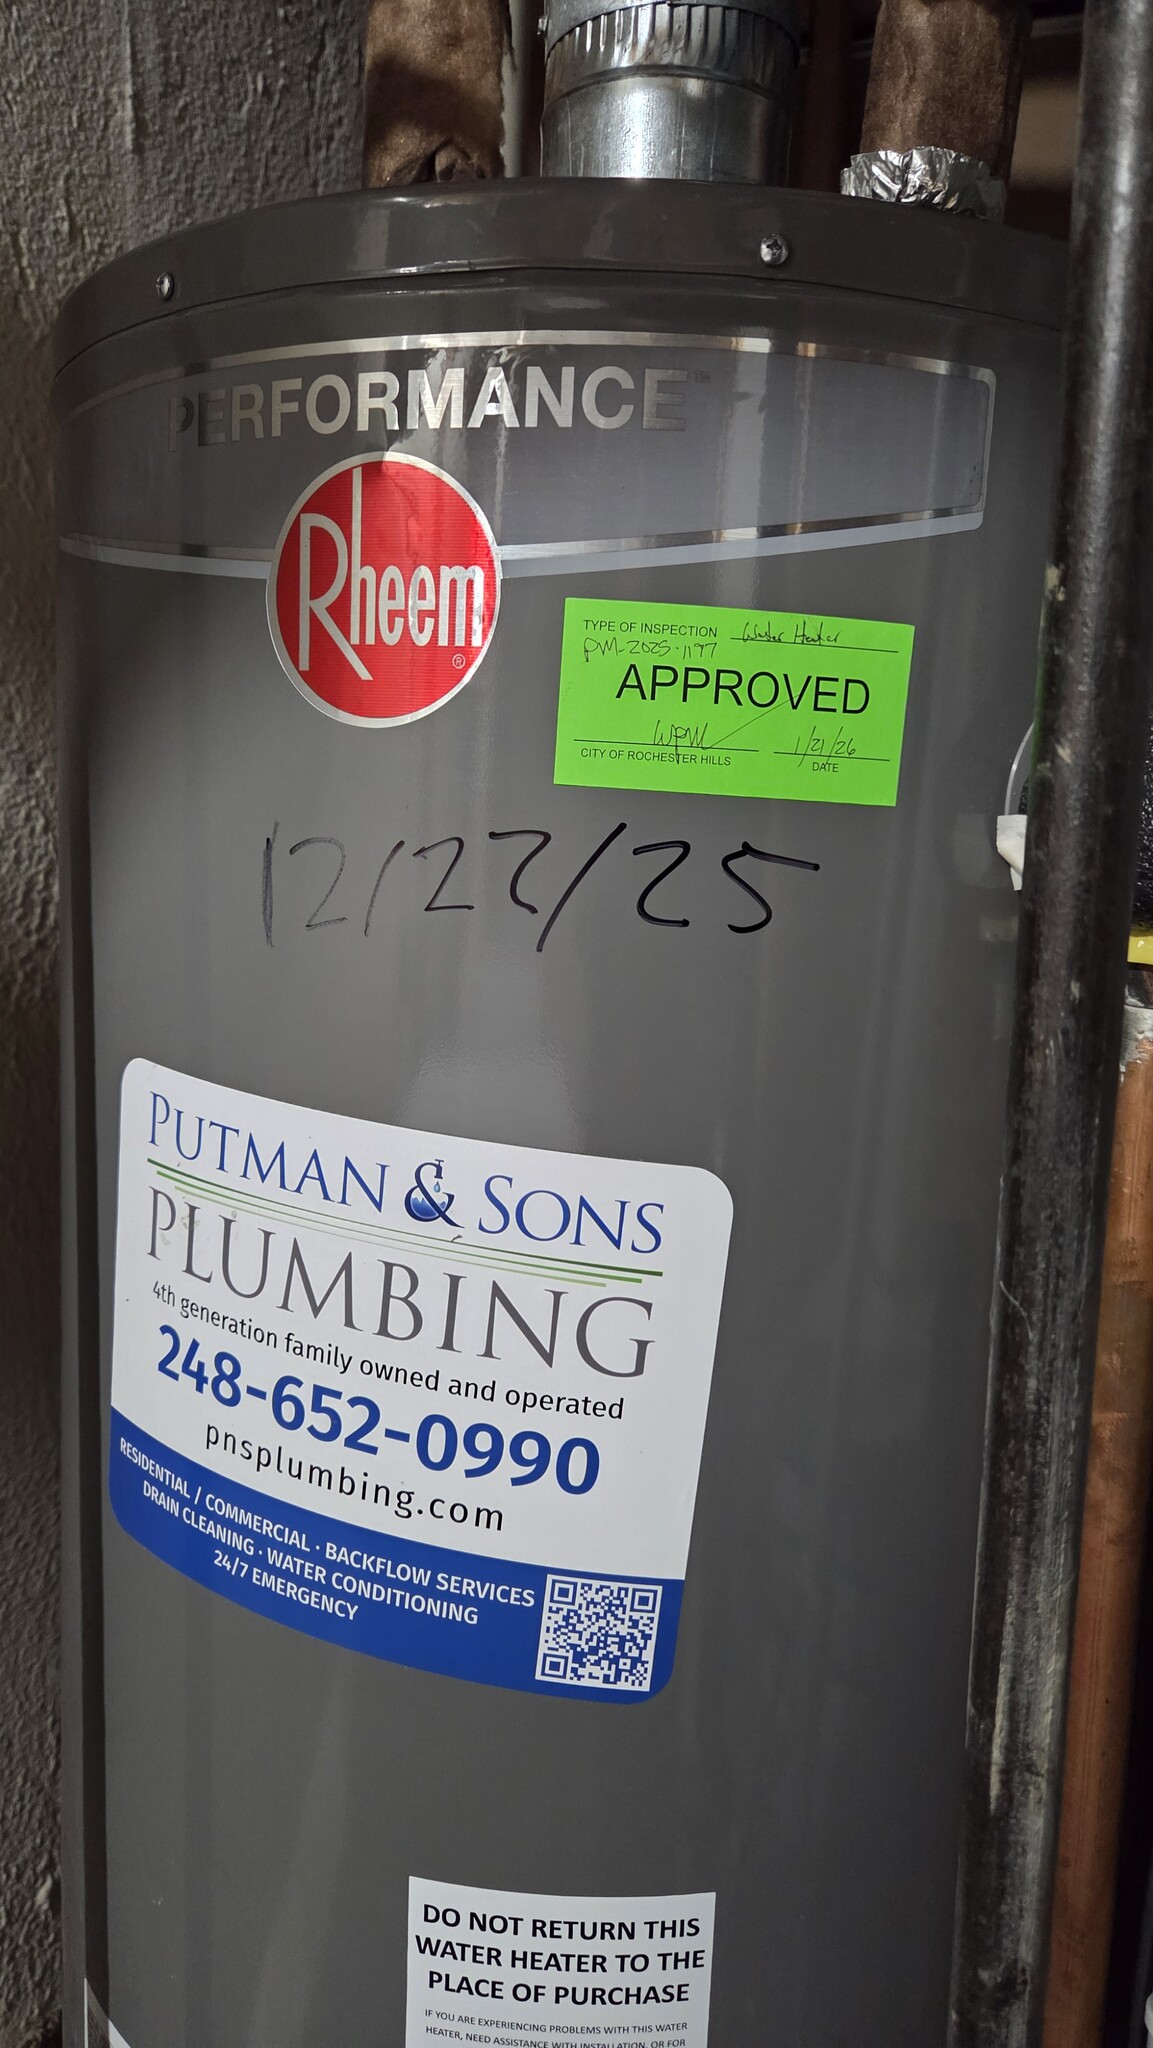 PERFORMANCE™
Rheem®
TYPE OF INSPECTION Water Heater
PM-2025-1197
APPROVED
WPM 1/21/26
CITY OF ROCHESTER HILLS DATE
12/22/25
PUTMAN & SONS
PLUMBING
4th generation family owned and operated
248-652-0990
pnsplumbing.com
RESIDENTIAL / COMMERCIAL · BACKFLOW SERVICES
DRAIN CLEANING · WATER CONDITIONING
24/7 EMERGENCY
DO NOT RETURN THIS
WATER HEATER TO THE
PLACE OF PURCHASE
IF YOU ARE EXPERIENCING PROBLEMS WITH THIS WATER
HEATER, NEED ASSISTANCE WITH INSTALLATION, OR FOR